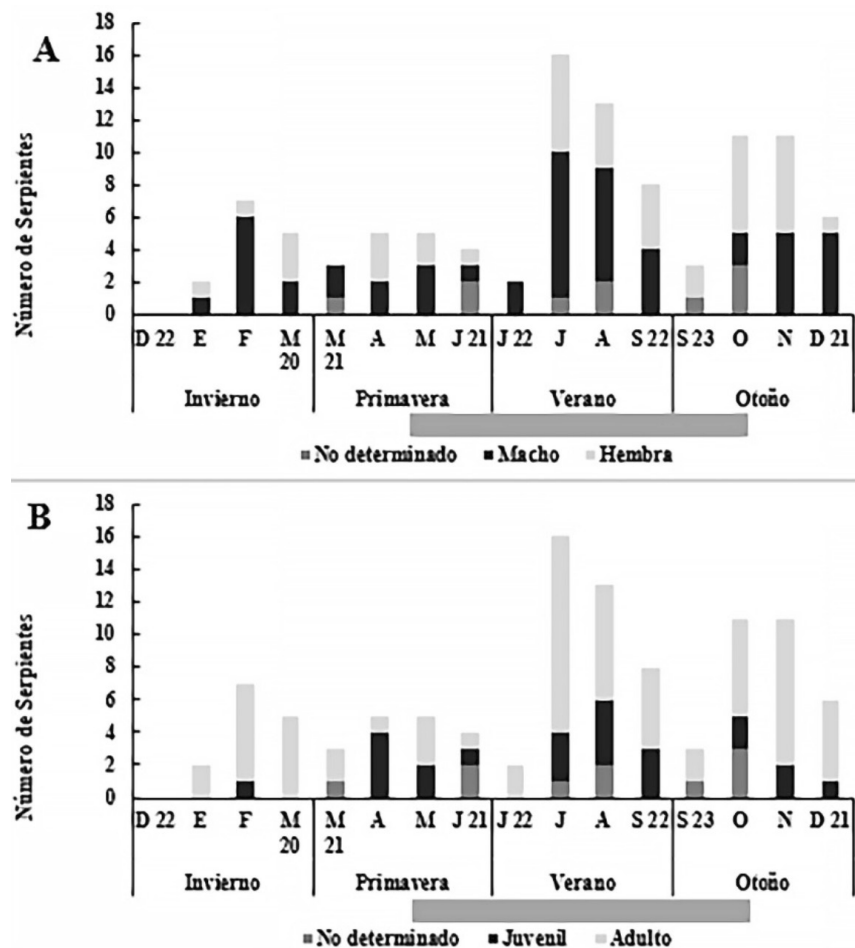 A
Número de Serpientes
18
16
14
12
10
8
6
4
2
0
D 22 E F M 20 M 21 A M J 21 J 22 J A S 22 S 23 O N D 21
Invierno Primavera Verano Otoño
No determinado Macho Hembra
B
Número de Serpientes
18
16
14
12
10
8
6
4
2
0
D 22 E F M 20 M 21 A M J 21 J 22 J A S 22 S 23 O N D 21
Invierno Primavera Verano Otoño
No determinado Juvenil Adulto